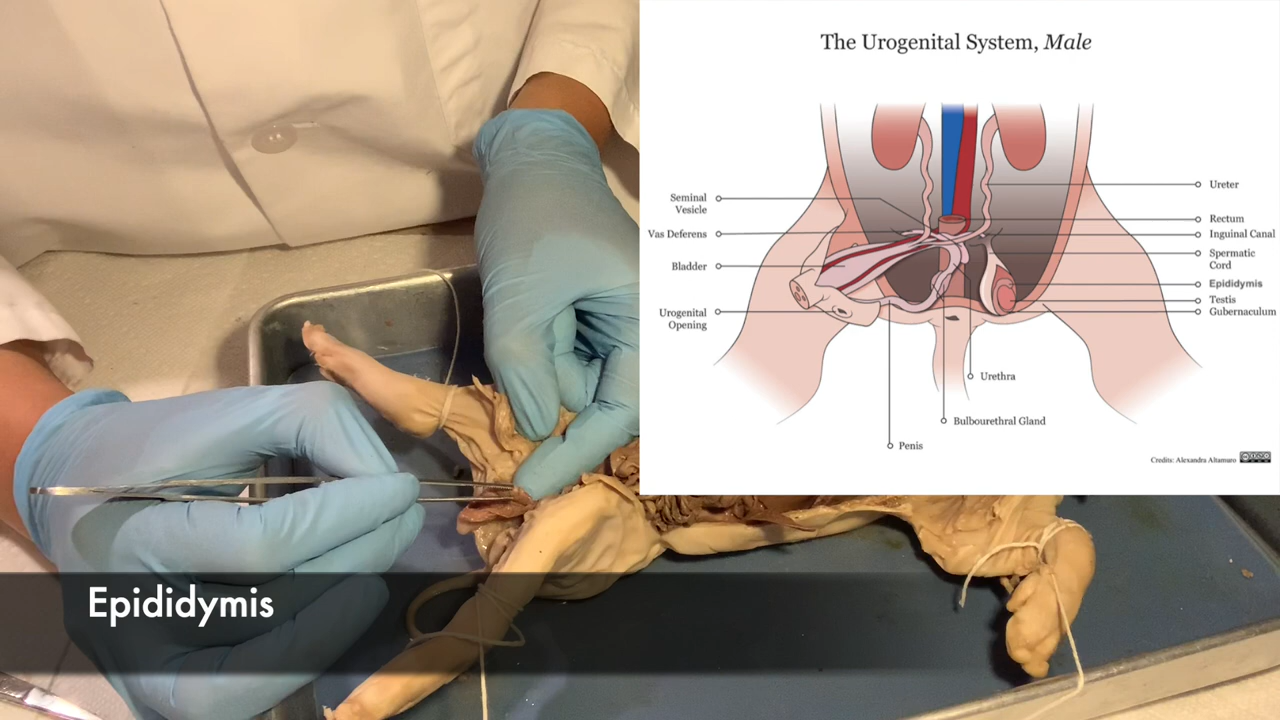 The Urogenital System, Male
Seminal
Vesicle
Vas Deferens
Bladder
Urogenital
Opening
Ureter
Rectum
Inguinal Canal
Spermatic
Cord
Epididymis
Testis
Gubernaculum
Urethra
Bulbourethral Gland
Penis
Credits: Alexandra Altamuro
Epididymis